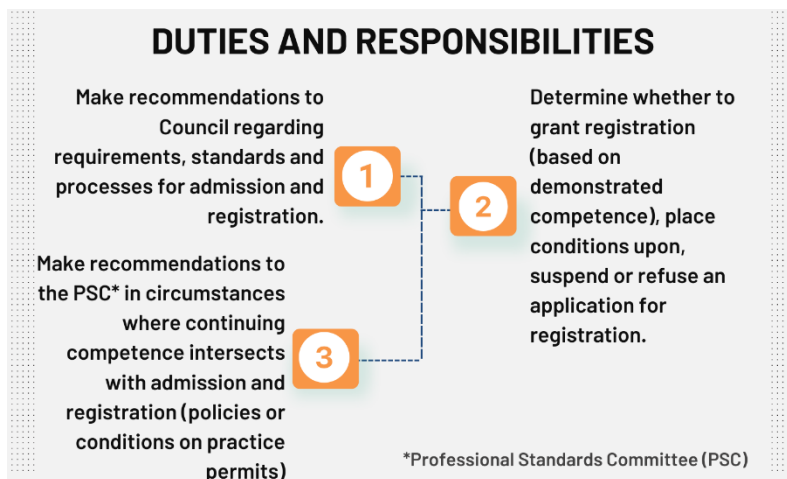 DUTIES AND RESPONSIBILITIES
Make recommendations to
Council regarding
requirements, standards and
processes for admission and
registration.
1
2
Determine whether to
grant registration
(based on
demonstrated
competence), place
conditions upon,
suspend or refuse an
application for
registration.
Make recommendations to
the PSC* in circumstances
where continuing
competence intersects
with admission and
registration (policies or
conditions on practice
permits)
3
*Professional Standards Committee (PSC)